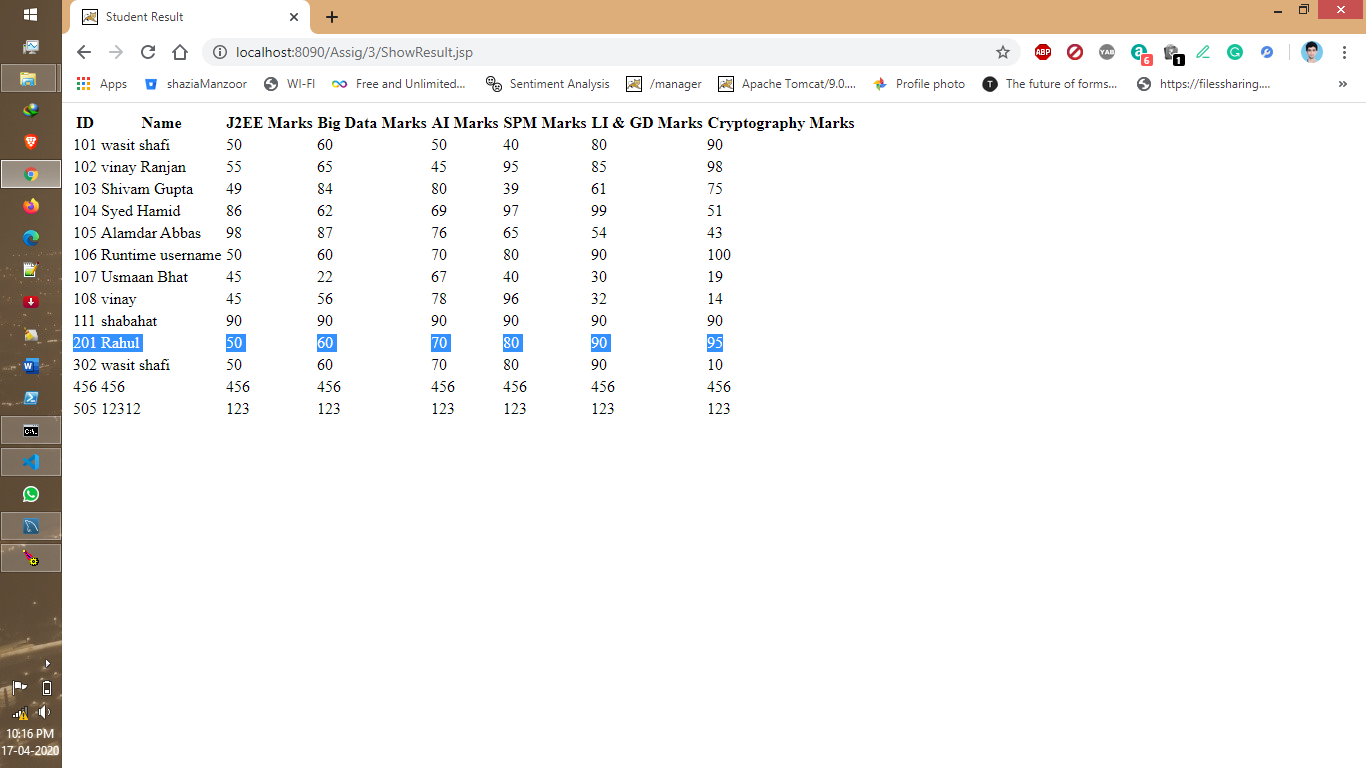 Student Result
localhost:8090/Assig/3/ShowResult.jsp
ABP YAB a 6 1
Apps shaziaManzoor WI-FI Free and Unlimited... Sentiment Analysis /manager Apache Tomcat/9.0.... Profile photo T The future of forms... https://filessharing.... »
ID Name J2EE Marks Big Data Marks AI Marks SPM Marks LI & GD Marks Cryptography Marks
101 wasit shafi 50 60 50 40 80 90
102 vinay Ranjan 55 65 45 95 85 98
103 Shivam Gupta 49 84 80 39 61 75
104 Syed Hamid 86 62 69 97 99 51
105 Alamdar Abbas 98 87 76 65 54 43
106 Runtime username 50 60 70 80 90 100
107 Usmaan Bhat 45 22 67 40 30 19
108 vinay 45 56 78 96 32 14
111 shabahat 90 90 90 90 90 90
201 Rahul 50 60 70 80 90 95
302 wasit shafi 50 60 70 80 90 10
456 456 456 456 456 456 456 456
505 12312 123 123 123 123 123 123
10:16 PM
17-04-2020